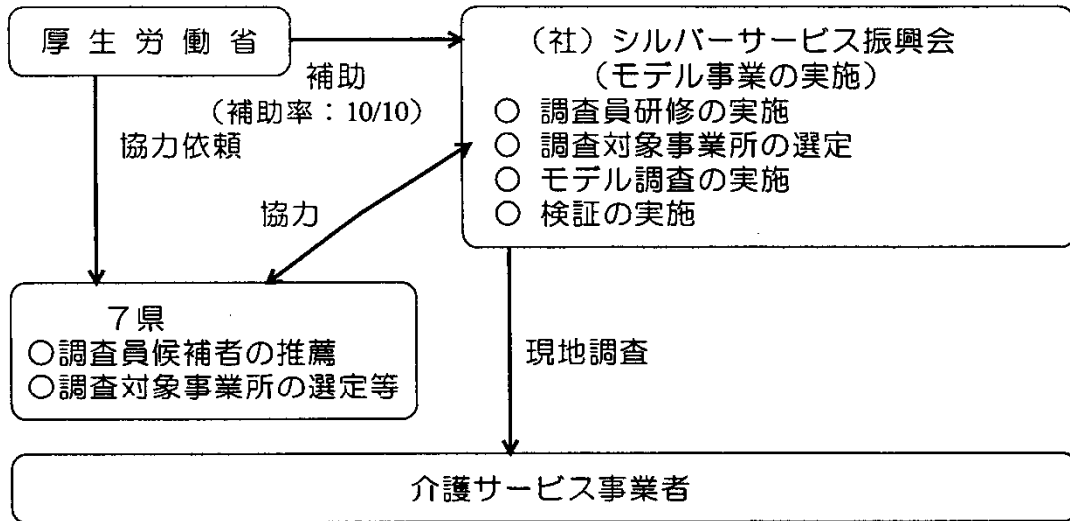 厚生労働省
補助
(補助率：10/10)
協力依頼
(社)シルバーサービス振興会
(モデル事業の実施)
○ 調査員研修の実施
○ 調査対象事業所の選定
○ モデル調査の実施
○ 検証の実施
協力
7県
○調査員候補者の推薦
○調査対象事業所の選定等
現地調査
介護サービス事業者